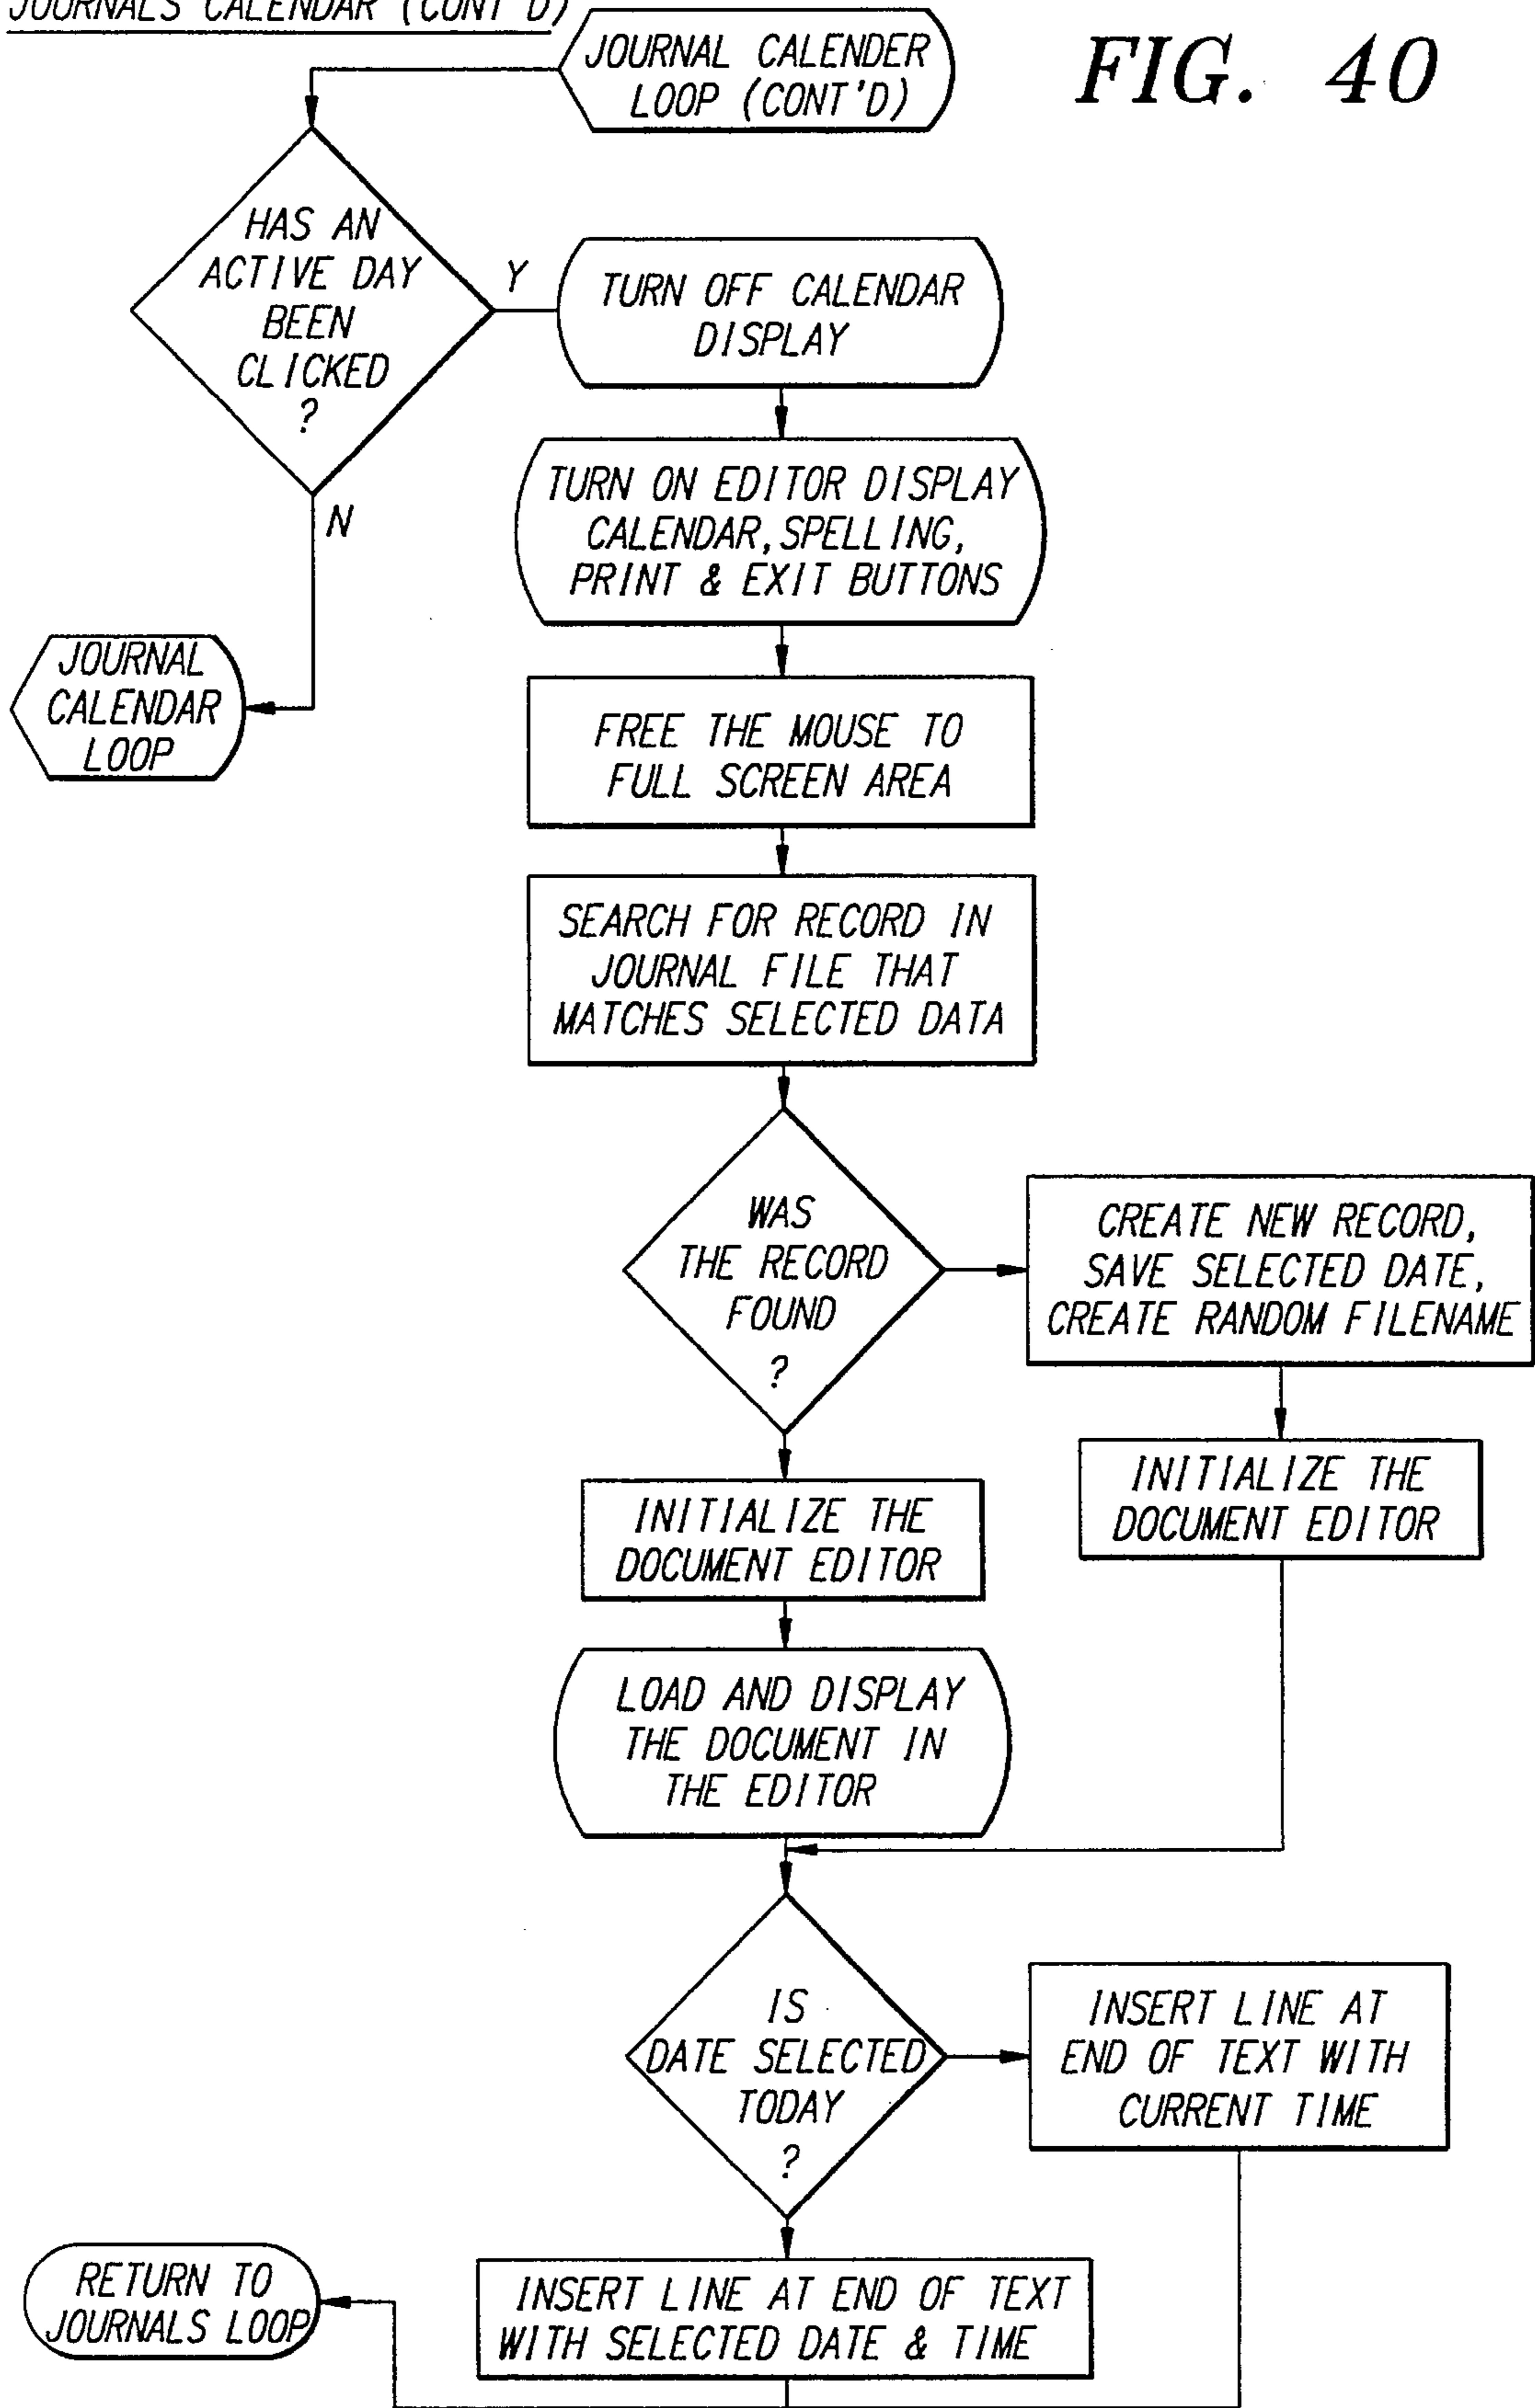 JOURNALS CALENDAR (CONT'D)
FIG. 40
JOURNAL CALENDER
LOOP (CONT'D)
HAS AN
ACTIVE DAY
BEEN
CLICKED
?
Y
N
TURN OFF CALENDAR
DISPLAY
TURN ON EDITOR DISPLAY
CALENDAR, SPELLING,
PRINT & EXIT BUTTONS
JOURNAL
CALENDAR
LOOP
FREE THE MOUSE TO
FULL SCREEN AREA
SEARCH FOR RECORD IN
JOURNAL FILE THAT
MATCHES SELECTED DATA
WAS
THE RECORD
FOUND
?
CREATE NEW RECORD,
SAVE SELECTED DATE,
CREATE RANDOM FILENAME
INITIALIZE THE
DOCUMENT EDITOR
INITIALIZE THE
DOCUMENT EDITOR
LOAD AND DISPLAY
THE DOCUMENT IN
THE EDITOR
IS
DATE SELECTED
TODAY
?
INSERT LINE AT
END OF TEXT WITH
CURRENT TIME
INSERT LINE AT END OF TEXT
WITH SELECTED DATE & TIME
RETURN TO
JOURNALS LOOP